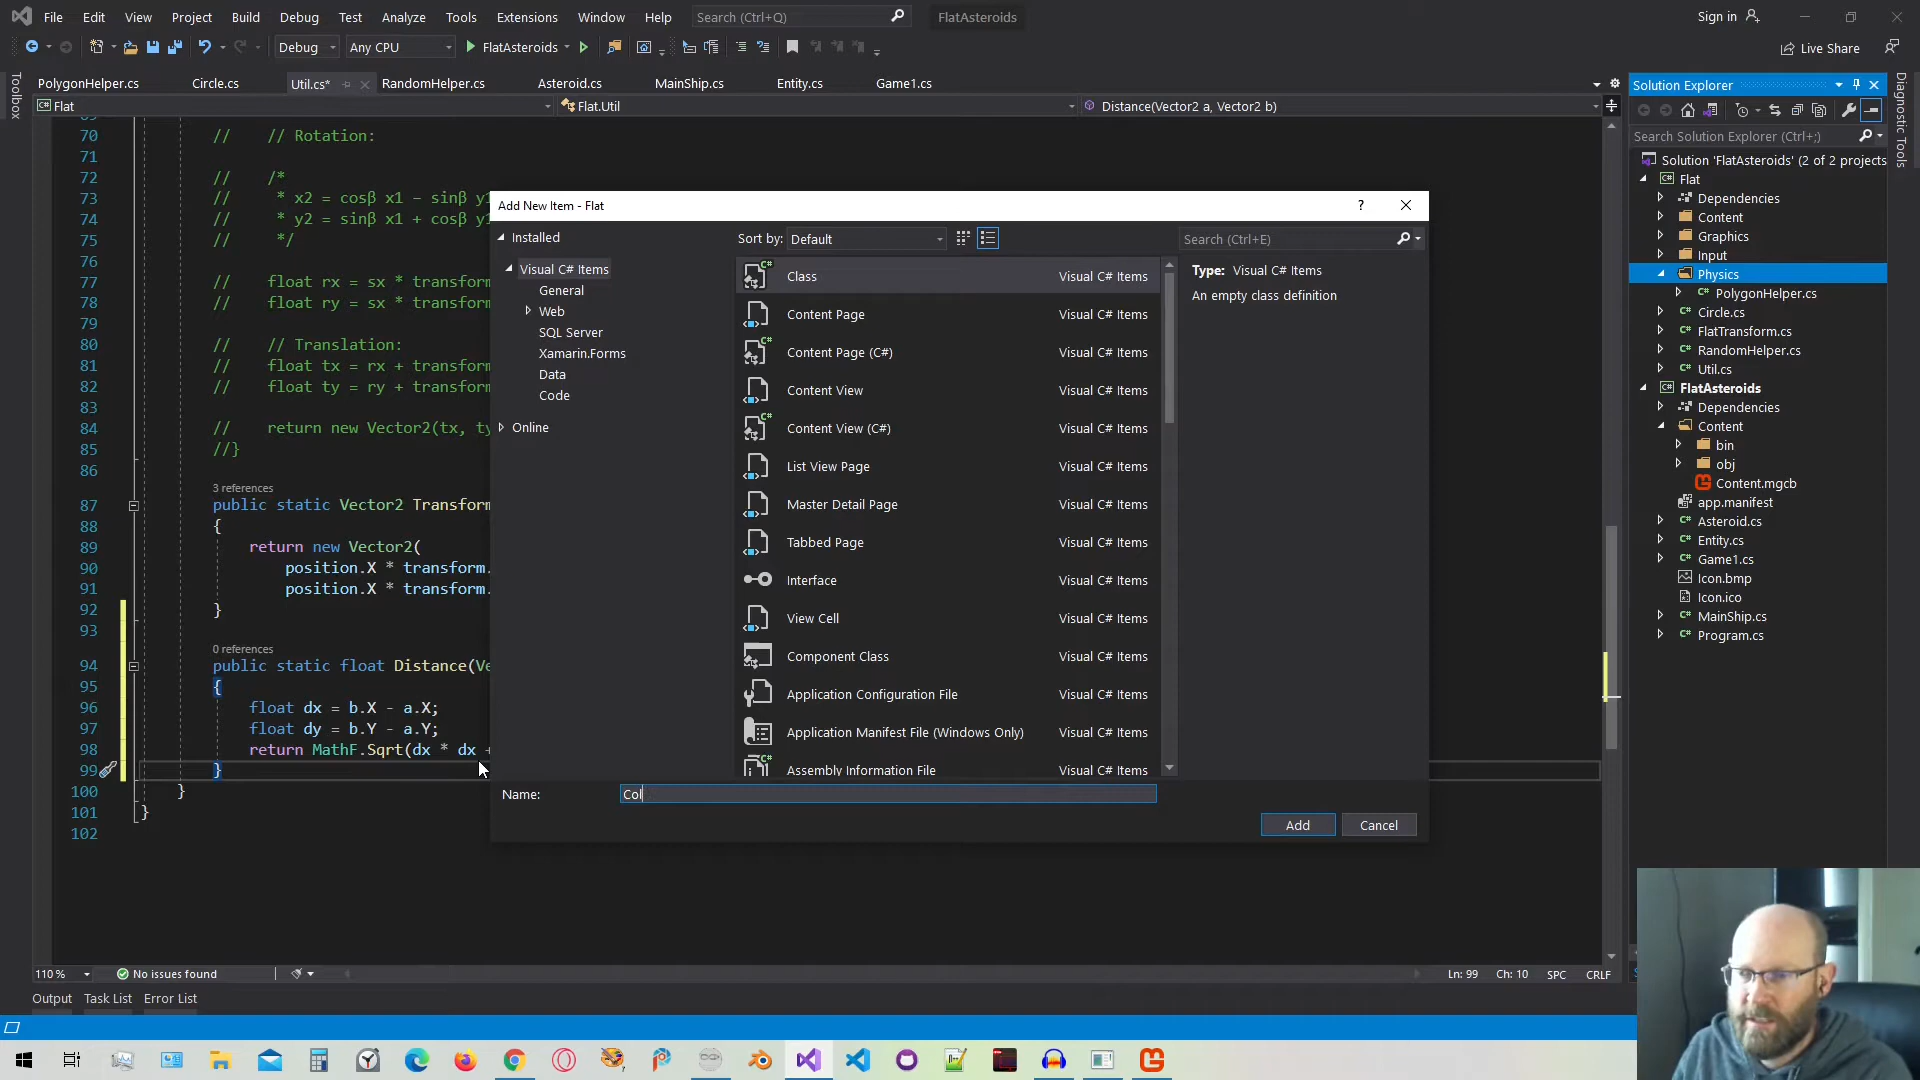 File Edit View Project Build Debug Test Analyze Tools Extensions Window Help Search (Ctrl+Q) FlatAsteroids Sign in
Debug Any CPU FlatAsteroids Live Share
PolygonHelper.cs Circle.cs Util.cs* RandomHelper.cs Asteroid.cs MainShip.cs Entity.cs Game1.cs
Flat Flat.Util Distance(Vector2 a, Vector2 b)
Toolbox
Diagnostic Tools
70 // // Rotation:
71
72 // /*
73 // * x2 = cosβ x1 − sinβ y1
74 // * y2 = sinβ x1 + cosβ y1
75 // */
76
77 // float rx = sx * transform
78 // float ry = sx * transform
79
80 // // Translation:
81 // float tx = rx + transform
82 // float ty = ry + transform
83
84 // return new Vector2(tx, ty
85 //}
86
3 references
87 public static Vector2 Transform
88 {
89 return new Vector2(
90 position.X * transform.
91 position.X * transform.
92 }
93
0 references
94 public static float Distance(Ve
95 {
96 float dx = b.X - a.X;
97 float dy = b.Y - a.Y;
98 return MathF.Sqrt(dx * dx +
99 }
100 }
101 }
102
Add New Item - Flat ?
Installed
Visual C# Items
General
Web
SQL Server
Xamarin.Forms
Data
Code
Online
Sort by: Default
Search (Ctrl+E)
Class Visual C# Items
Content Page Visual C# Items
Content Page (C#) Visual C# Items
Content View Visual C# Items
Content View (C#) Visual C# Items
List View Page Visual C# Items
Master Detail Page Visual C# Items
Tabbed Page Visual C# Items
Interface Visual C# Items
View Cell Visual C# Items
Component Class Visual C# Items
Application Configuration File Visual C# Items
Application Manifest File (Windows Only) Visual C# Items
Assembly Information File Visual C# Items
Type: Visual C# Items
An empty class definition
Name: Col
Add Cancel
Solution Explorer
Search Solution Explorer (Ctrl+;)
Solution 'FlatAsteroids' (2 of 2 projects
Flat
Dependencies
Content
Graphics
Input
Physics
PolygonHelper.cs
Circle.cs
FlatTransform.cs
RandomHelper.cs
Util.cs
FlatAsteroids
Dependencies
Content
bin
obj
Content.mgcb
app.manifest
Asteroid.cs
Entity.cs
Game1.cs
Icon.bmp
Icon.ico
MainShip.cs
Program.cs
110 % No issues found Ln: 99 Ch: 10 SPC CRLF
Output Task List Error List